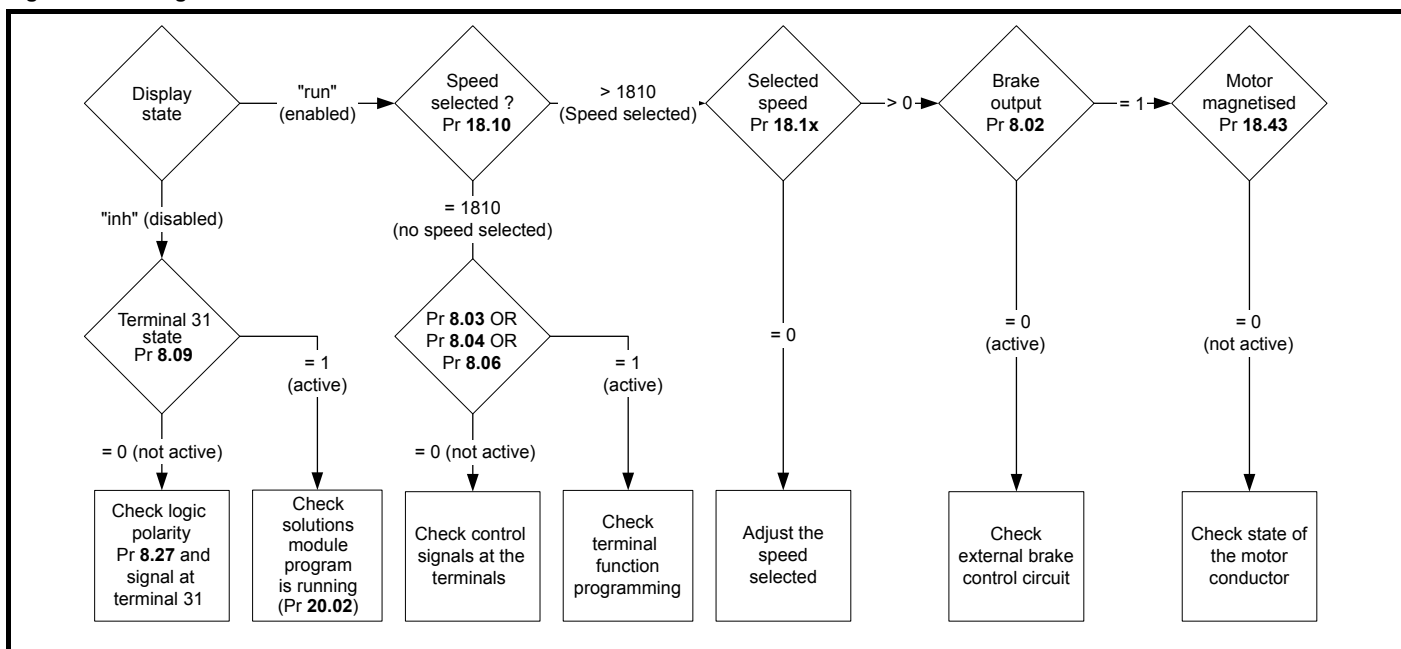 Display
state
"run"
(enabled)
Speed
selected ?
Pr 18.10
> 1810
(Speed selected)
Selected
speed
Pr 18.1x
> 0
Brake
output
Pr 8.02
= 1
Motor
magnetised
Pr 18.43
"inh" (disabled)
= 1810
(no speed selected)
Terminal 31
state
Pr 8.09
= 1
(active)
Pr 8.03 OR
Pr 8.04 OR
Pr 8.06
= 1
(active)
= 0
= 0
(active)
= 0
(not active)
= 0 (not active)
= 0 (not active)
Check logic
polarity
Pr 8.27 and
signal at
terminal 31
Check
solutions
module
program
is running
(Pr 20.02)
Check control
signals at the
terminals
Check
terminal
function
programming
Adjust the
speed
selected
Check
external brake
control circuit
Check state of
the motor
conductor